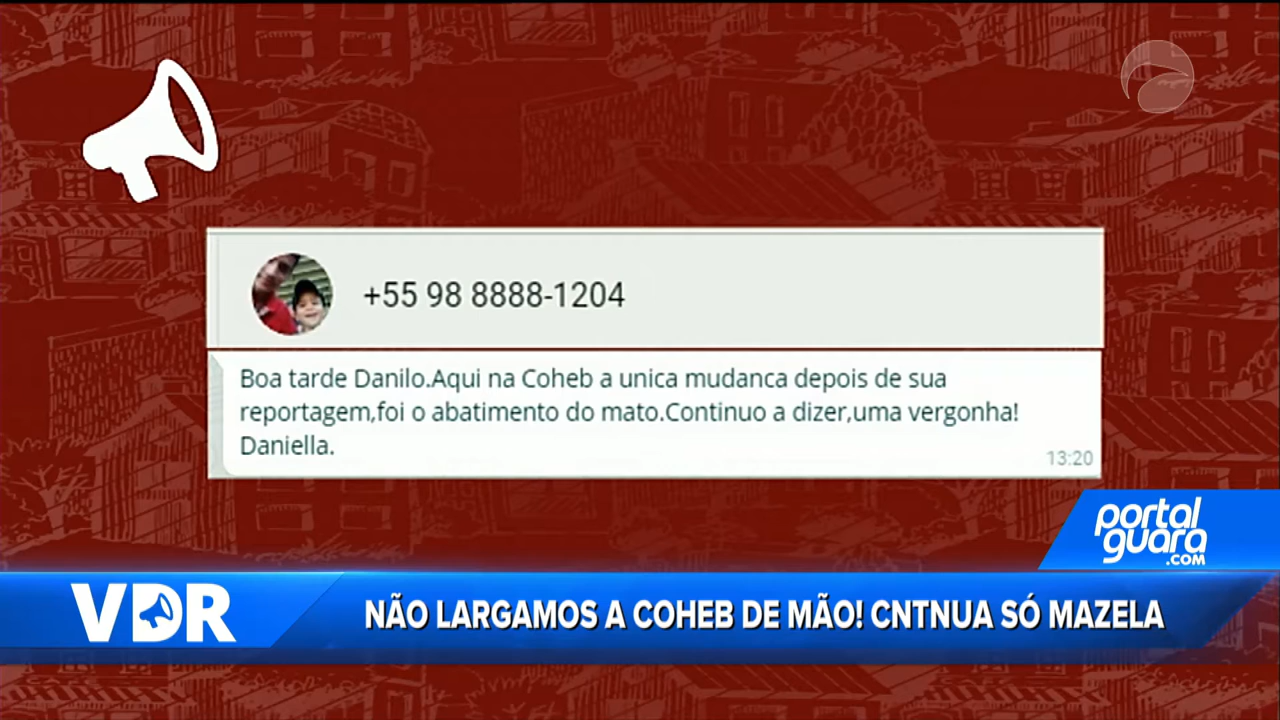 +55 98 8888-1204
Boa tarde Danilo.Aqui na Coheb a unica mudanca depois de sua
reportagem,foi o abatimento do mato.Continuo a dizer,uma vergonha!
Daniella.
13:20
portal
guara
.COM
VDR
NÃO LARGAMOS A COHEB DE MÃO! CNTNUA SÓ MAZELA